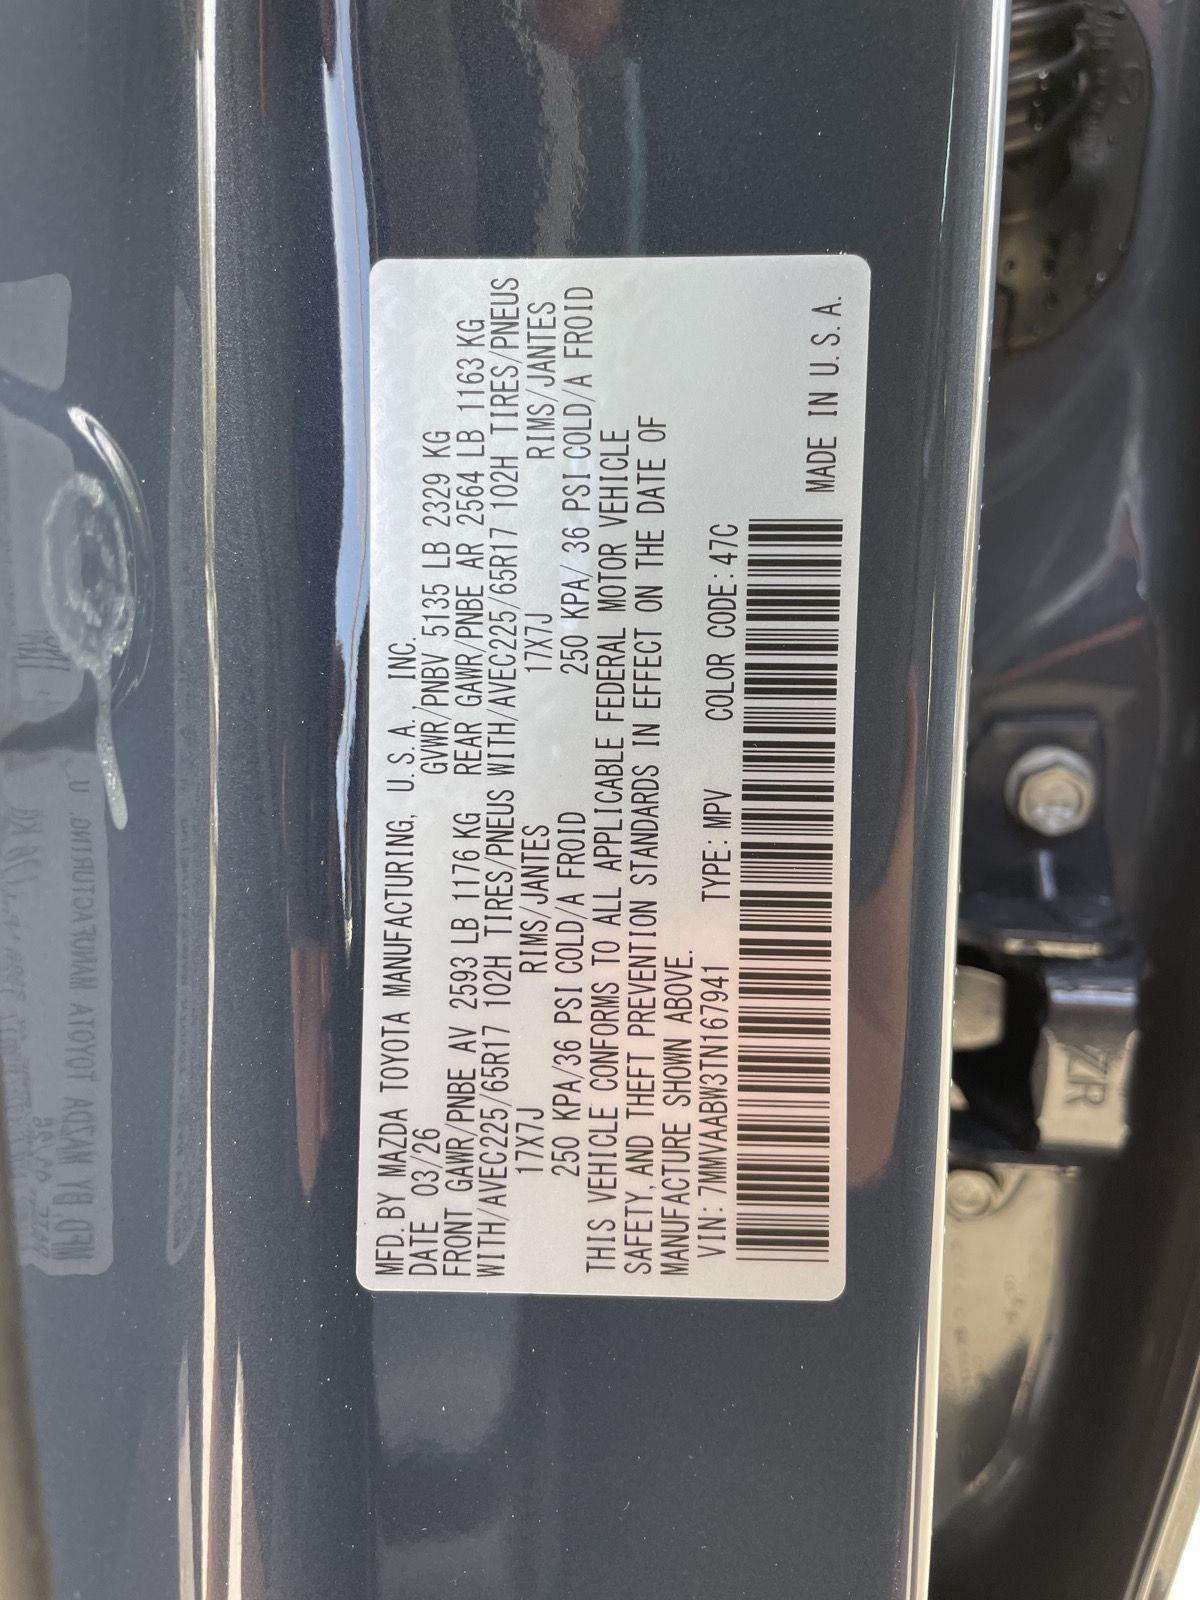 MFD. BY MAZDA TOYOTA MANUFACTURING, U. S. A., INC.
DATE 03/26 GVWR/PNBV 5135 LB 2329 KG
FRONT GAWR/PNBE AV 2593 LB 1176 KG REAR GAWR/PNBE AR 2564 LB 1163 KG
WITH/AVEC225/65R17 102H TIRES/PNEUS WITH/AVEC225/65R17 102H TIRES/PNEUS
17X7J RIMS/JANTES 17X7J RIMS/JANTES
250 KPA/36 PSI COLD/A FROID 250 KPA/36 PSI COLD/A FROID
THIS VEHICLE CONFORMS TO ALL APPLICABLE FEDERAL MOTOR VEHICLE
SAFETY, AND THEFT PREVENTION STANDARDS IN EFFECT ON THE DATE OF
MANUFACTURE SHOWN ABOVE.
VIN: 7MMVAABW3TN167941 TYPE: MPV COLOR CODE: 47C
MADE IN U. S. A.
ZR